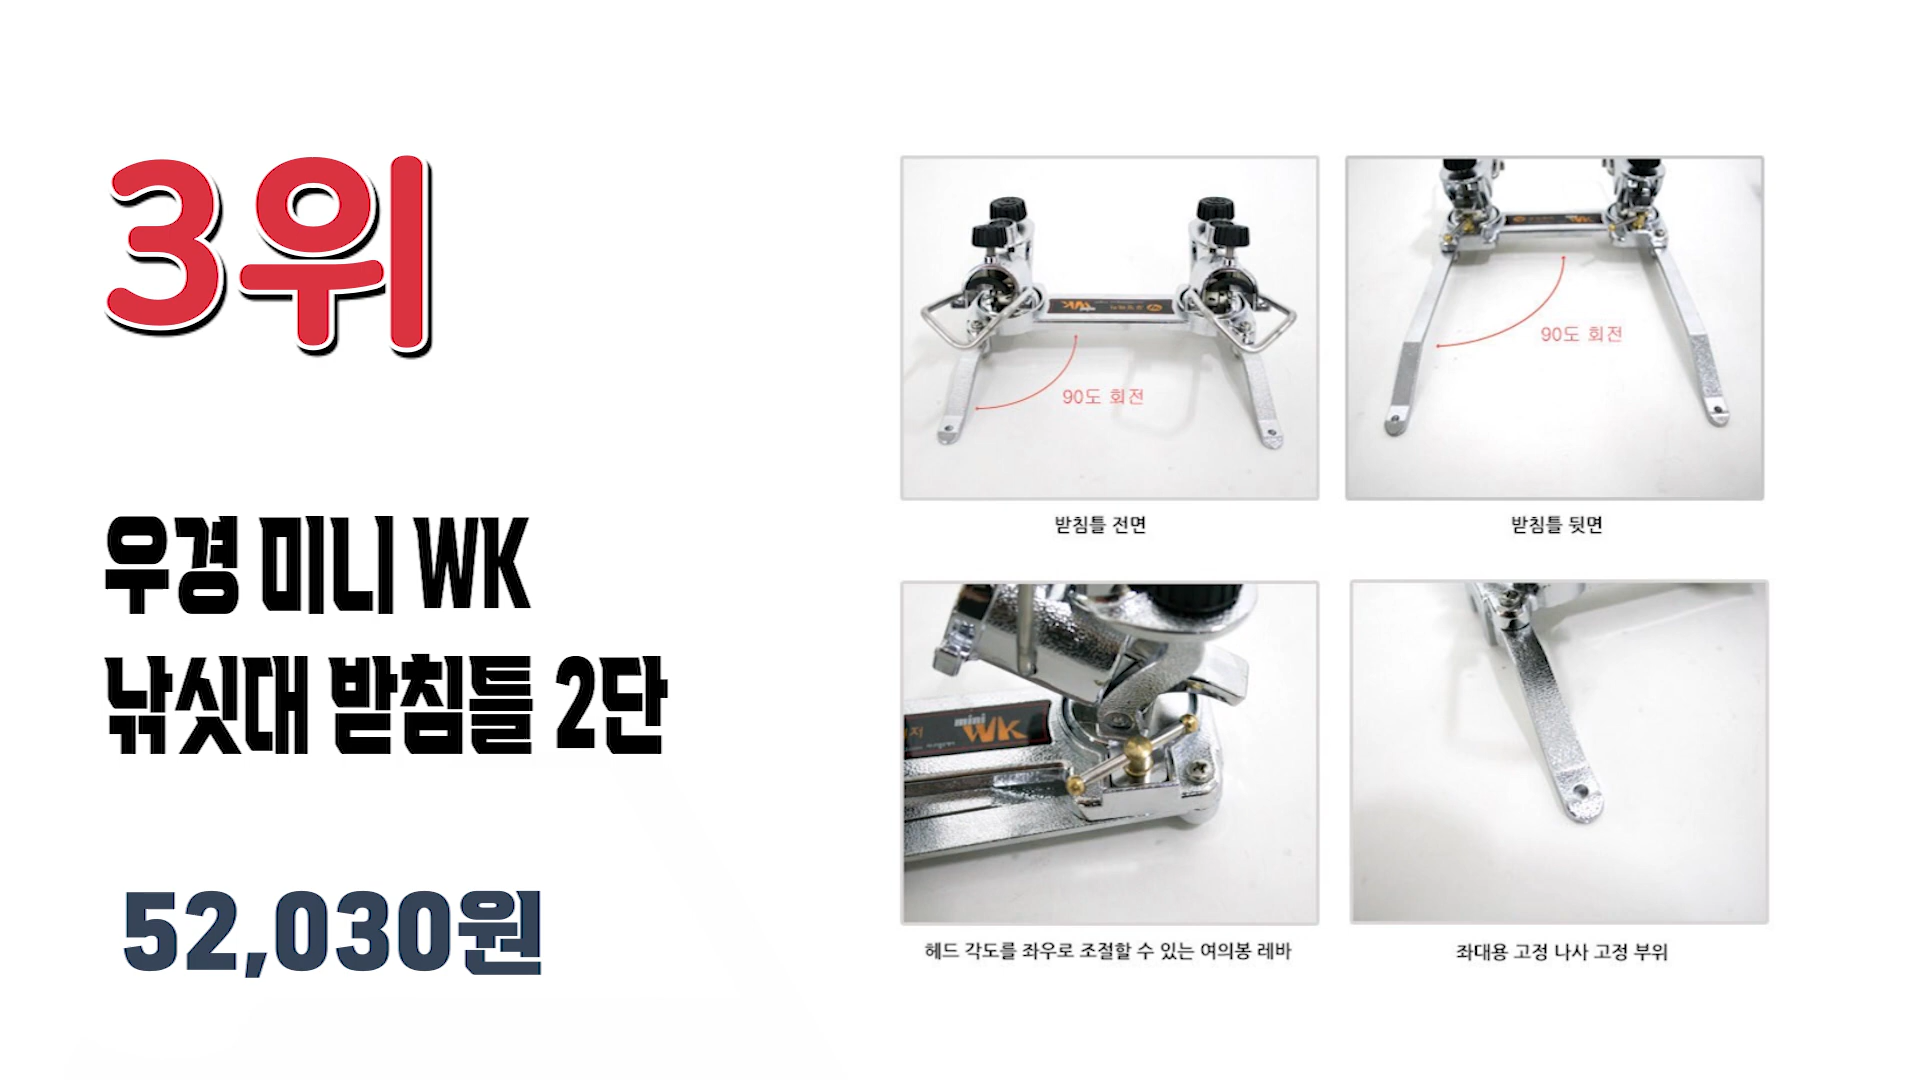 3위
우경 미니 WK
낚싯대 받침틀 2단
52,030원
90도 회전
받침틀 전면
90도 회전
받침틀 뒷면
mini
WK
헤드 각도를 좌우로 조절할 수 있는 여의봉 레바
좌대용 고정 나사 고정 부위